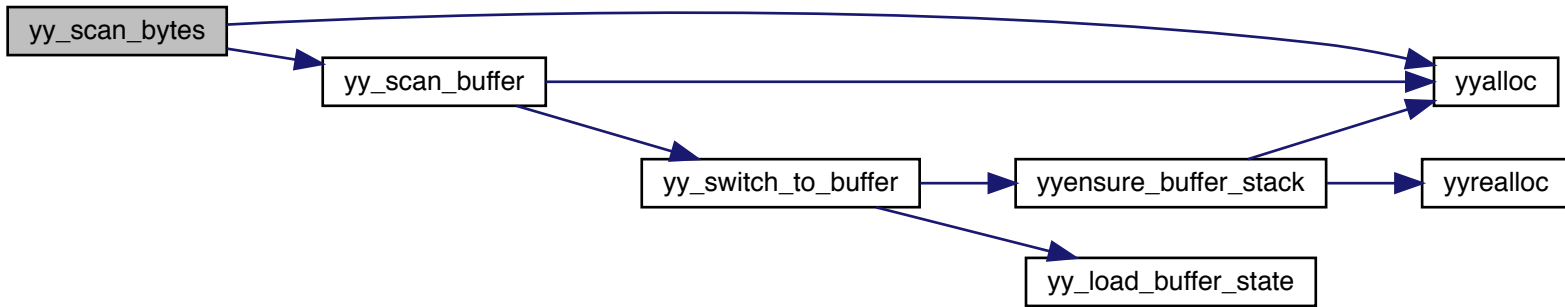 yy_scan_bytes
yy_scan_buffer
yyalloc
yy_switch_to_buffer
yyensure_buffer_stack
yyrealloc
yy_load_buffer_state